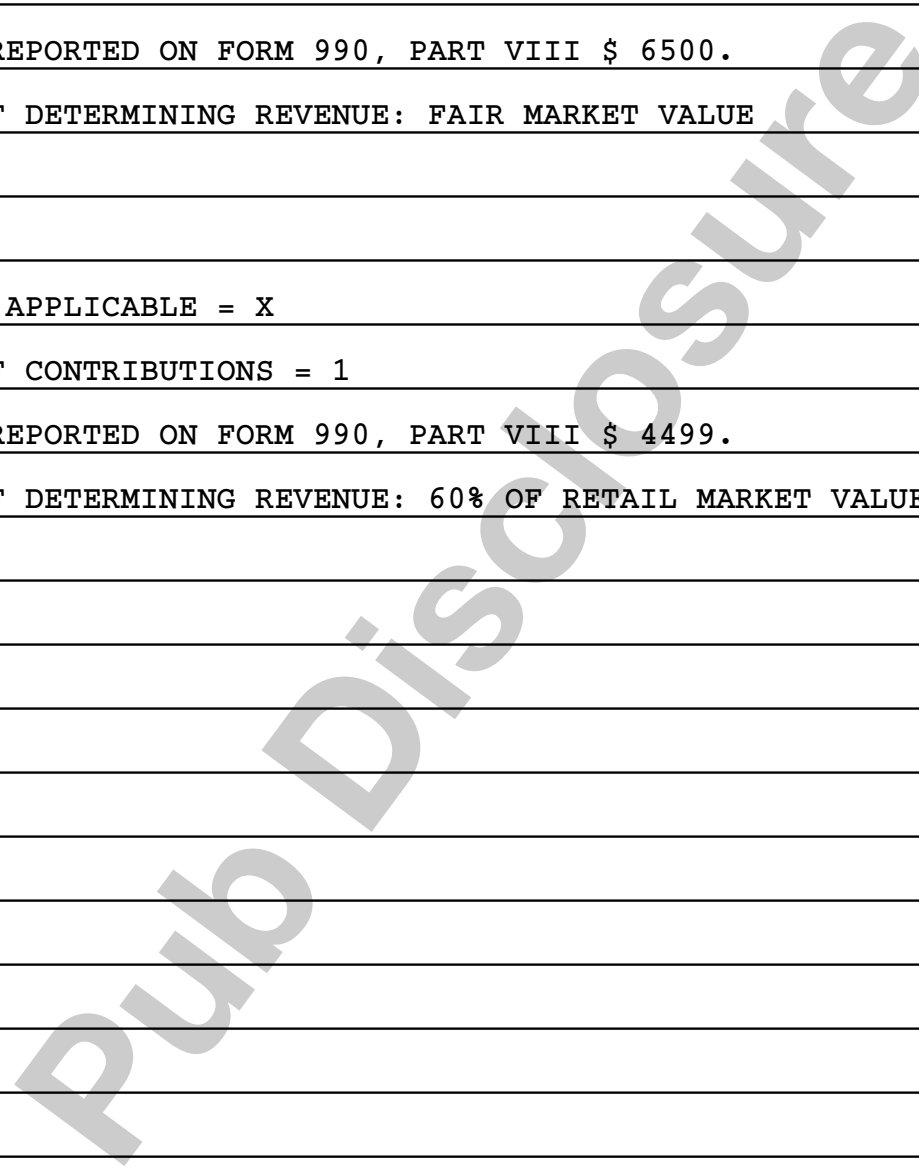 REPORTED ON FORM 990, PART VIII $ 6500.
DETERMINING REVENUE: FAIR MARKET VALUE
APPLICABLE = X
CONTRIBUTIONS = 1
REPORTED ON FORM 990, PART VIII $ 4499.
DETERMINING REVENUE: 60% OF RETAIL MARKET VALUE
Pub Disclosure